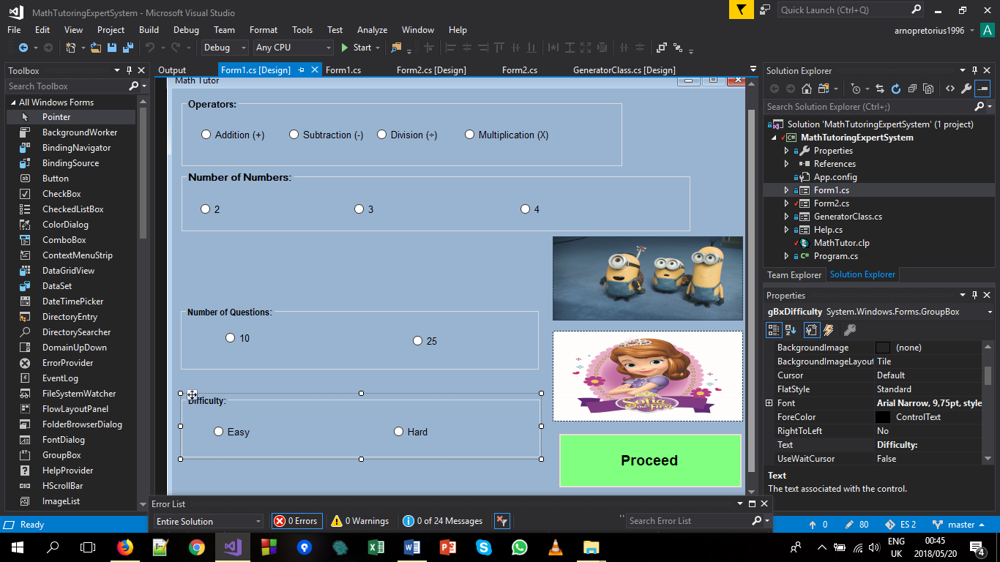 MathTutoringExpertSystem - Microsoft Visual Studio
Quick Launch (Ctrl+Q)
File Edit View Project Build Debug Team Format Tools Test Analyze Window Help
arnopretorius1996 A
Debug Any CPU Start
Toolbox
Search Toolbox
All Windows Forms
Pointer
BackgroundWorker
BindingNavigator
BindingSource
Button
CheckBox
CheckedListBox
ColorDialog
ComboBox
ContextMenuStrip
DataGridView
DataSet
DateTimePicker
DirectoryEntry
DirectorySearcher
DomainUpDown
ErrorProvider
EventLog
FileSystemWatcher
FlowLayoutPanel
FolderBrowserDialog
FontDialog
GroupBox
HelpProvider
HScrollBar
ImageList
Output Form1.cs [Design] Form1.cs Form2.cs [Design] Form2.cs GeneratorClass.cs [Design]
Math Tutor
Operators:
Addition (+) Subtraction (-) Division (÷) Multiplication (X)
Number of Numbers:
2 3 4
Number of Questions:
10 25
Sofia
the First
Difficulty:
Easy Hard
Proceed
Solution Explorer
Search Solution Explorer (Ctrl+;)
Solution 'MathTutoringExpertSystem' (1 project)
MathTutoringExpertSystem
Properties
References
App.config
Form1.cs
Form2.cs
GeneratorClass.cs
Help.cs
MathTutor.clp
Program.cs
Team Explorer Solution Explorer
Properties
gBxDifficulty System.Windows.Forms.GroupBox
BackgroundImage (none)
BackgroundImageLayout Tile
Cursor Default
FlatStyle Standard
Font Arial Narrow, 9,75pt, style
ForeColor ControlText
RightToLeft No
Text Difficulty:
UseWaitCursor False
Text
The text associated with the control.
Error List
Entire Solution 0 Errors 0 Warnings 0 of 24 Messages Search Error List
Ready
0 80 ES 2 master
ENG
UK
00:45
2018/05/20
4